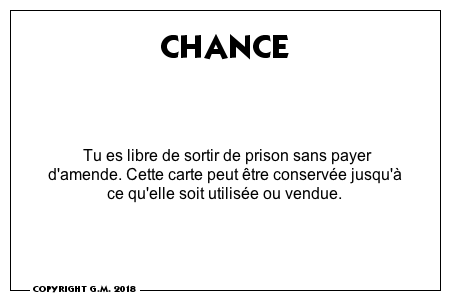 CHANCE
Tu es libre de sortir de prison sans payer
d'amende. Cette carte peut être conservée jusqu'à
ce qu'elle soit utilisée ou vendue.
COPYRIGHT G.M. 2018